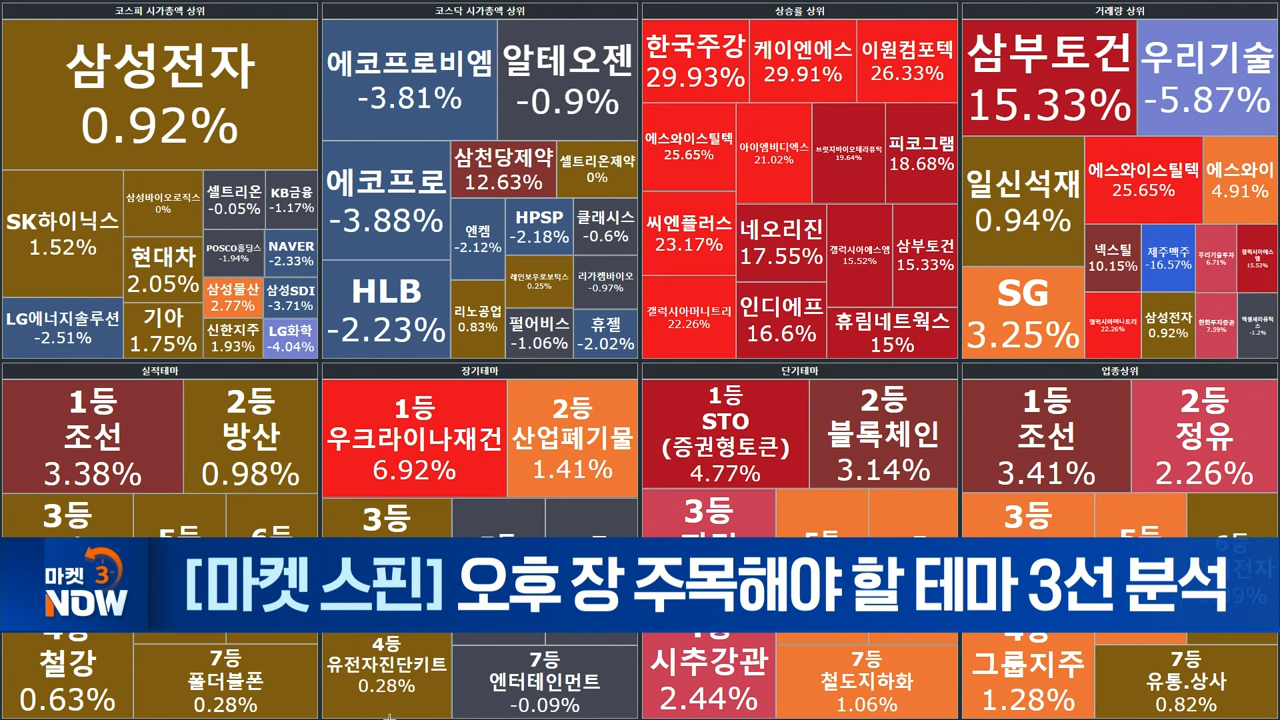 코스피 시가총액 상위
삼성전자
0.92%
SK하이닉스
1.52%
LG에너지솔루션
-2.51%
삼성바이오로직스
0%
현대차
2.05%
기아
1.75%
셀트리온
-0.05%
KB금융
-1.17%
POSCO홀딩스
-1.94%
NAVER
-2.33%
삼성물산
2.77%
삼성SDI
-3.71%
신한지주
1.93%
LG화학
-4.04%
코스닥 시가총액 상위
에코프로비엠
-3.81%
알테오젠
-0.9%
에코프로
-3.88%
HLB
-2.23%
삼천당제약
12.63%
셀트리온제약
0%
엔켐
-2.12%
HPSP
-2.18%
클래시스
-0.6%
레인보우로보틱스
0.25%
리가켐바이오
-0.97%
리노공업
0.83%
펄어비스
-1.06%
휴젤
-2.02%
상승률 상위
한국주강
29.93%
케이엔에스
29.91%
이원컴포텍
26.33%
에스와이스틸텍
25.65%
아이엠비디엑스
21.02%
브릿지바이오테라퓨틱
19.64%
피코그램
18.68%
씨엔플러스
23.17%
네오리진
17.55%
갤럭시아에스엠
15.52%
삼부토건
15.33%
갤럭시아머니트리
22.26%
인디에프
16.6%
휴림네트웍스
15%
거래량 상위
삼부토건
15.33%
우리기술
-5.87%
일신석재
0.94%
에스와이스틸텍
25.65%
에스와이
4.91%
SG
3.25%
넥스틸
10.15%
제주맥주
-16.57%
우리기술투자
6.71%
갤럭시아에스
엠
15.52%
갤럭시아머니트리
22.26%
삼성전자
0.92%
한화투자증권
7.39%
-1.2%
실적테마
1등
조선
3.38%
2등
방산
0.98%
3등
장기테마
1등
우크라이나재건
6.92%
2등
산업폐기물
1.41%
3등
단기테마
1등
STO
(증권형토큰)
4.77%
2등
블록체인
3.14%
3등
업종상위
1등
조선
3.41%
2등
정유
2.26%
3등
마켓 3
NOW
[마켓 스핀] 오후 장 주목해야 할 테마 3선 분석
4등
철강
0.63%
7등
폴더블폰
0.28%
4등
유전자진단키트
0.28%
7등
엔터테인먼트
-0.09%
시추강관
2.44%
7등
철도지하화
1.06%
4등
그룹지주
1.28%
7등
유통.상사
0.82%